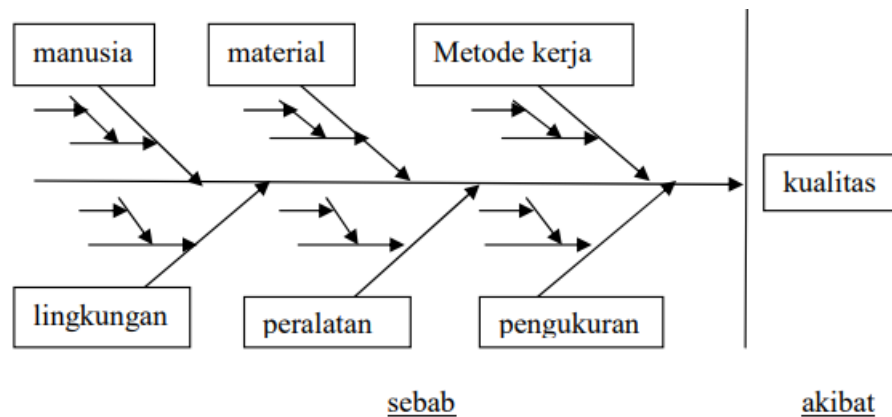 manusia
material
Metode kerja
kualitas
lingkungan
peralatan
pengukuran
sebab
akibat